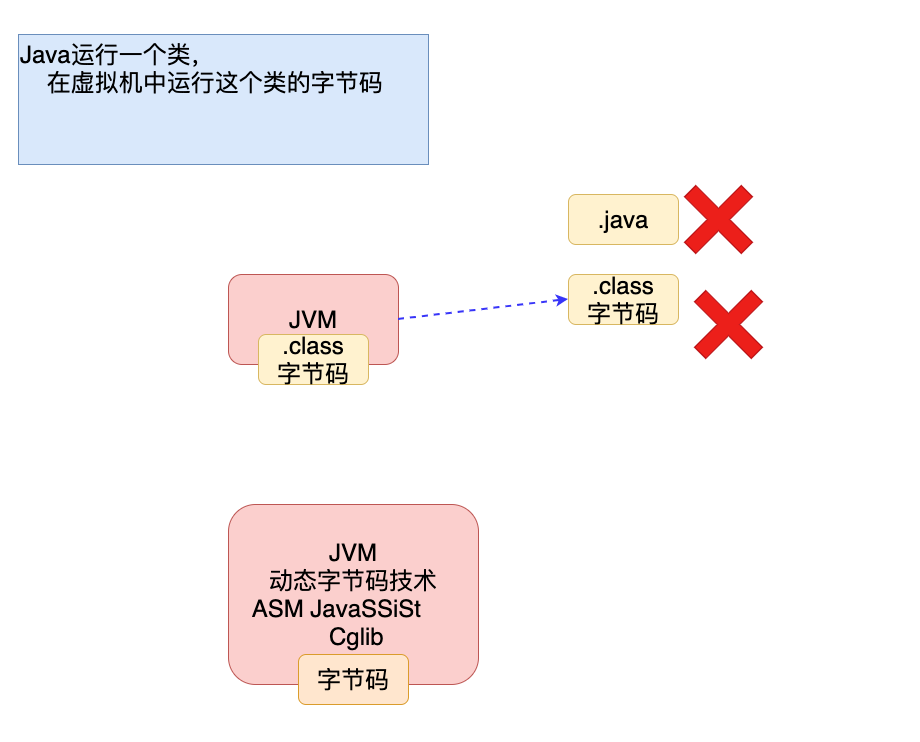 Java运行一个类，
在虚拟机中运行这个类的字节码
.java
.class
字节码
JVM
.class
字节码
JVM
动态字节码技术
ASM JavaSSiSt
Cglib
字节码